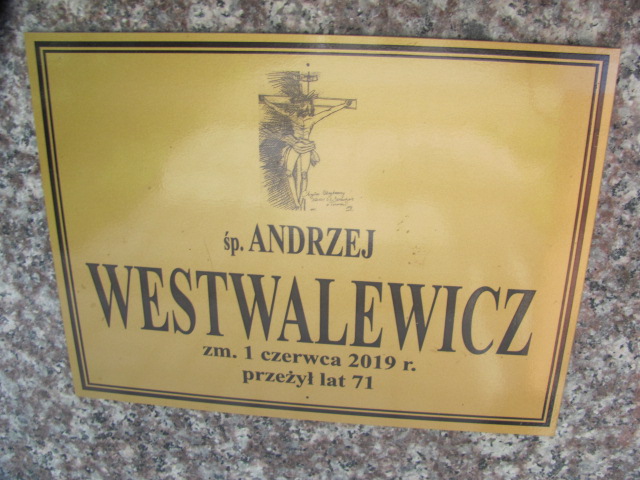 śp. ANDRZEJ
WESTWALEWICZ
zm. 1 czerwca 2019 r.
przeżył lat 71